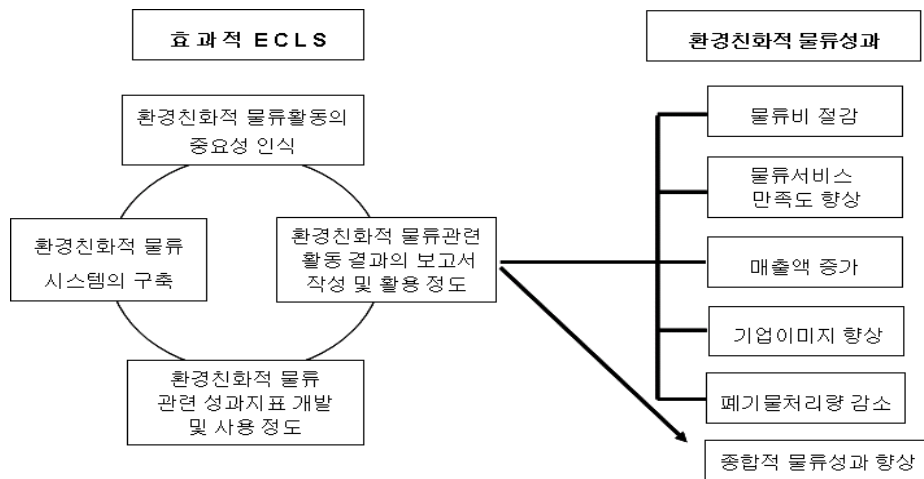 효과적 ECLS
환경친화적 물류활동의
중요성 인식
환경친화적 물류
시스템의 구축
환경친화적 물류관련
활동 결과의 보고서
작성 및 활용 정도
환경친화적 물류
관련 성과지표 개발
및 사용 정도
환경친화적 물류성과
물류비 절감
물류서비스
만족도 향상
매출액 증가
기업이미지 향상
폐기물처리량 감소
종합적 물류성과 향상